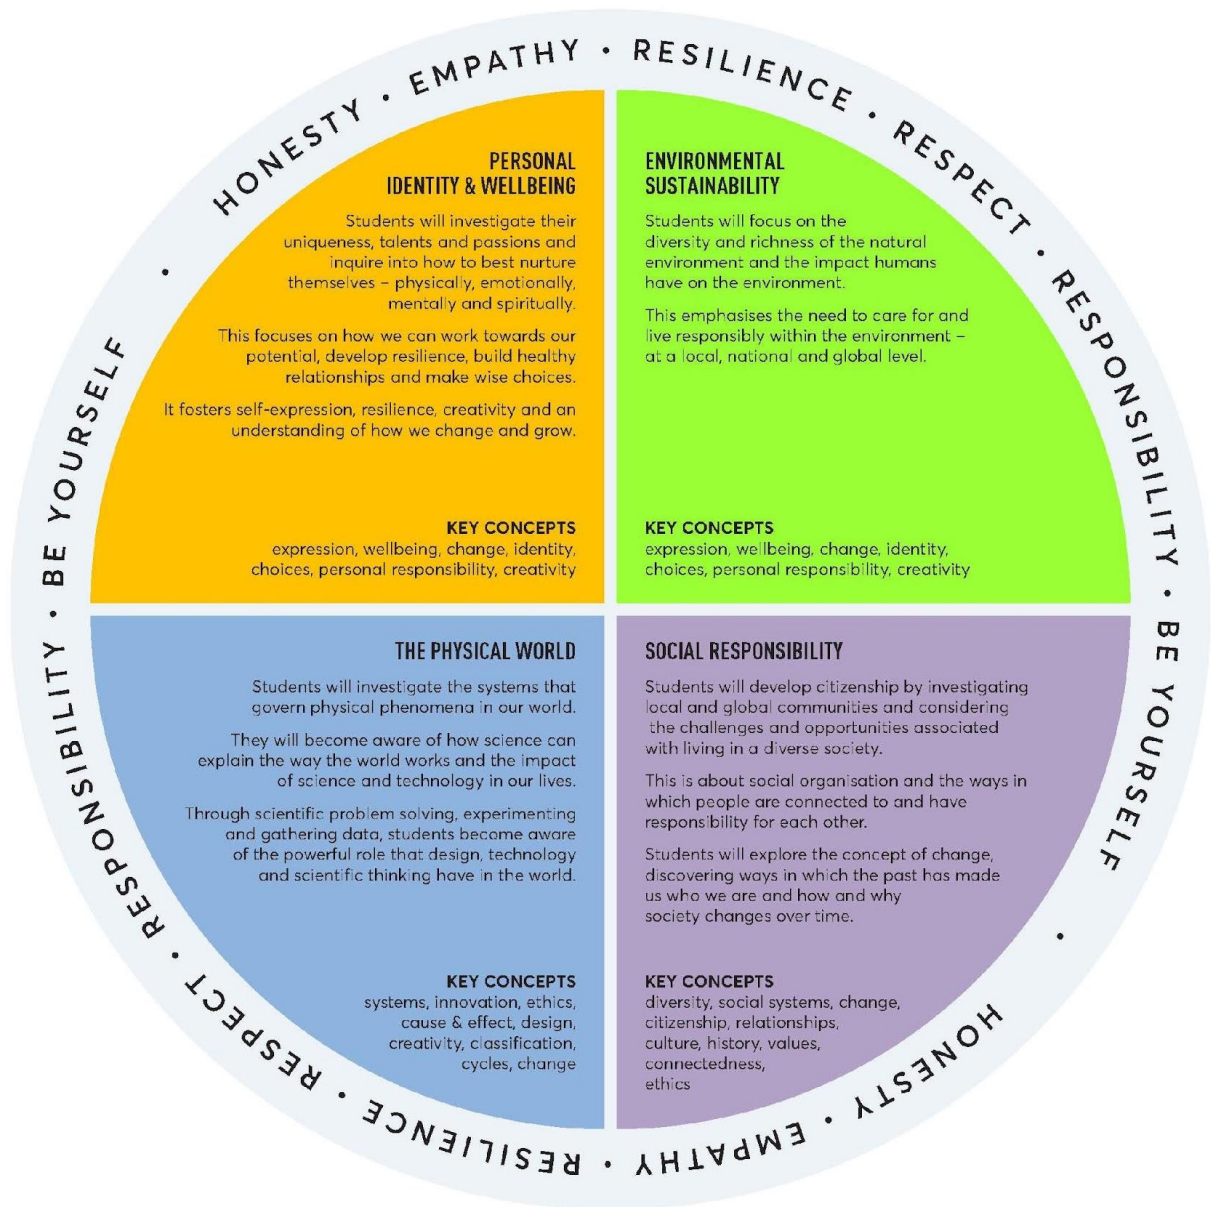 HONESTY • EMPATHY • RESILIENCE • RESPECT • RESPONSIBILITY • BE YOURSELF •
HONESTY • EMPATHY • RESILIENCE • RESPECT • RESPONSIBILITY • BE YOURSELF •
PERSONAL
IDENTITY & WELLBEING
Students will investigate their
uniqueness, talents and passions and
inquire into how to best nurture
themselves – physically, emotionally,
mentally and spiritually.
This focuses on how we can work towards our
potential, develop resilience, build healthy
relationships and make wise choices.
It fosters self-expression, resilience, creativity and an
understanding of how we change and grow.
KEY CONCEPTS
expression, wellbeing, change, identity,
choices, personal responsibility, creativity
ENVIRONMENTAL
SUSTAINABILITY
Students will focus on the
diversity and richness of the natural
environment and the impact humans
have on the environment.
This emphasises the need to care for and
live responsibly within the environment –
at a local, national and global level.
KEY CONCEPTS
expression, wellbeing, change, identity,
choices, personal responsibility, creativity
THE PHYSICAL WORLD
Students will investigate the systems that
govern physical phenomena in our world.
They will become aware of how science can
explain the way the world works and the impact
of science and technology in our lives.
Through scientific problem solving, experimenting
and gathering data, students become aware
of the powerful role that design, technology
and scientific thinking have in the world.
KEY CONCEPTS
systems, innovation, ethics,
cause & effect, design,
creativity, classification,
cycles, change
SOCIAL RESPONSIBILITY
Students will develop citizenship by investigating
local and global communities and considering
the challenges and opportunities associated
with living in a diverse society.
This is about social organisation and the ways in
which people are connected to and have
responsibility for each other.
Students will explore the concept of change,
discovering ways in which the past has made
us who we are and how and why
society changes over time.
KEY CONCEPTS
diversity, social systems, change,
citizenship, relationships,
culture, history, values,
connectedness,
ethics